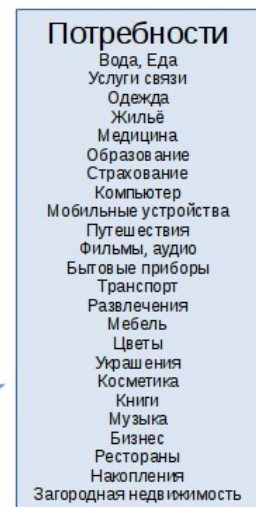 Потребности
Вода, Еда
Услуги связи
Одежда
Жильё
Медицина
Образование
Страхование
Компьютер
Мобильные устройства
Путешествия
Фильмы, аудио
Бытовые приборы
Транспорт
Развлечения
Мебель
Цветы
Украшения
Косметика
Книги
Музыка
Бизнес
Рестораны
Накопления
Загородная недвижимость